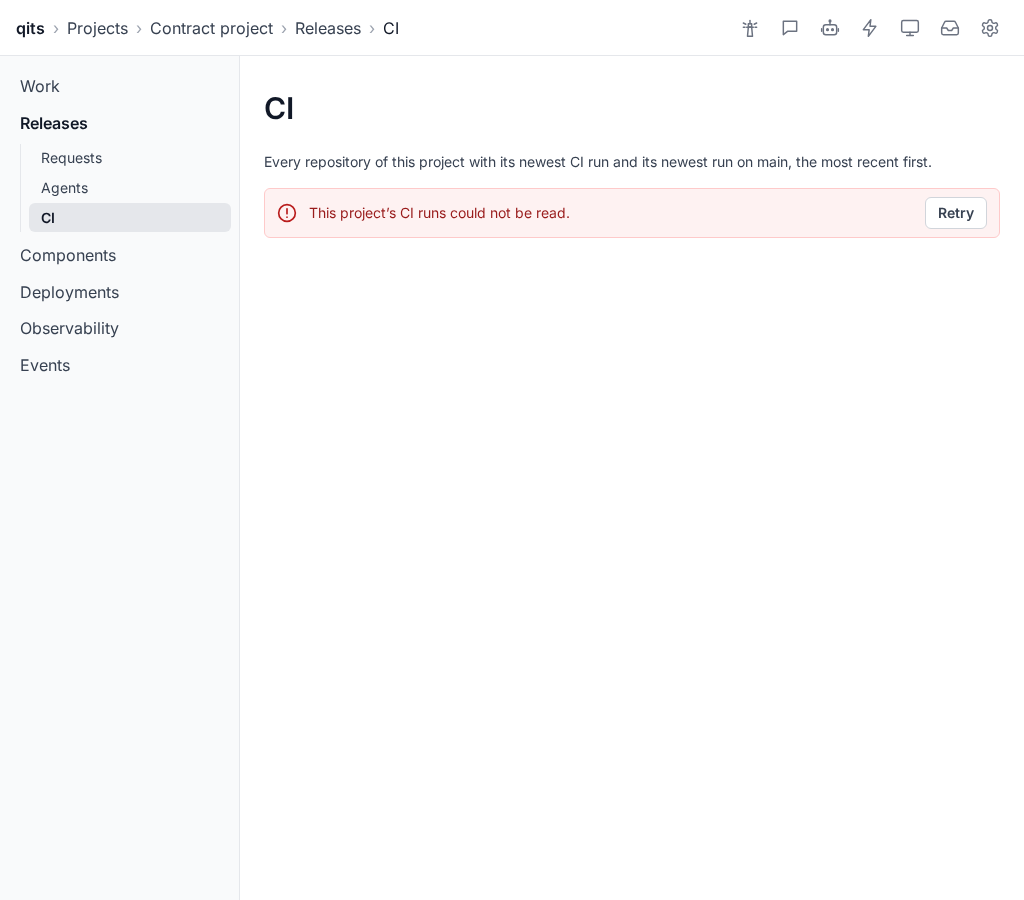 qits › Projects › Contract project › Releases › CI
Work
Releases
Requests
Agents
CI
Components
Deployments
Observability
Events
CI
Every repository of this project with its newest CI run and its newest run on main, the most recent first.
This project’s CI runs could not be read.
Retry